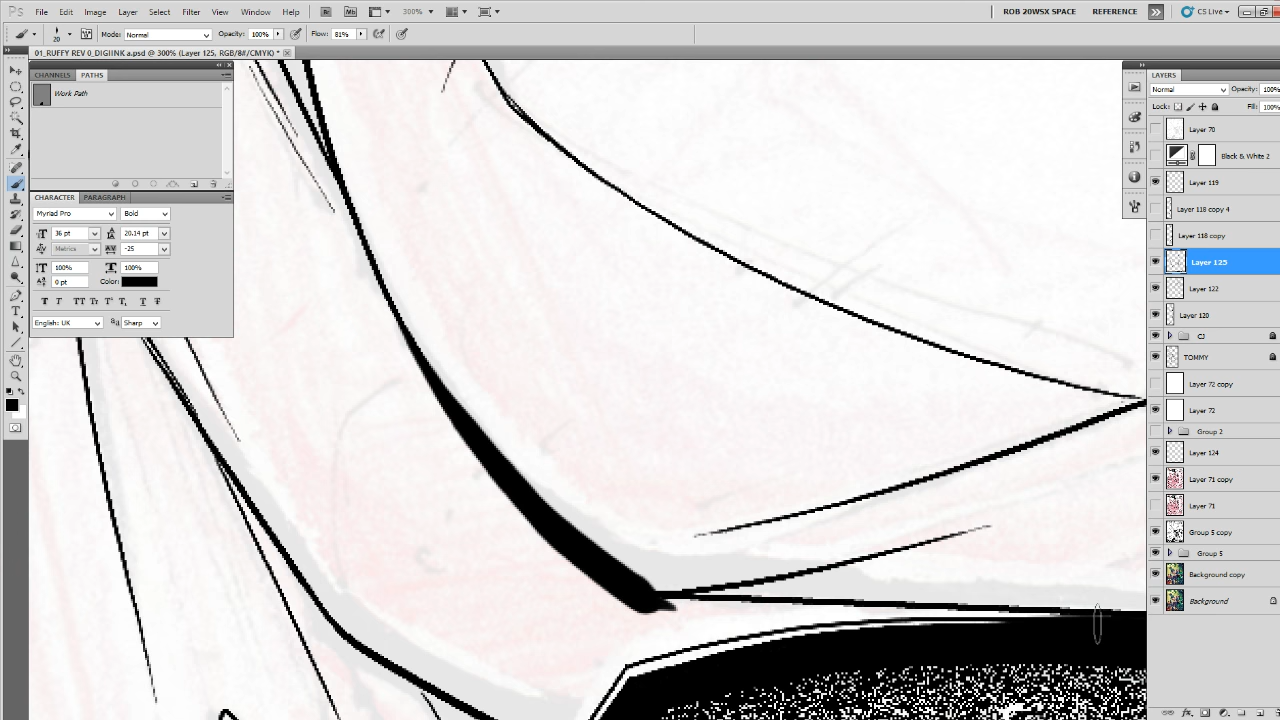 PS File Edit Image Layer Select Filter View Window Help Br Mb 300% ROB 20WSX SPACE REFERENCE CS Live
20 Mode: Normal Opacity: 100% Flow: 81%
01_RUFFY REV 0_DIGIINK a.psd @ 300% (Layer 125, RGB/8#/CMYK) *
CHANNELS PATHS
Work Path
CHARACTER PARAGRAPH
Myriad Pro Bold
36 pt 20.14 pt
Metrics -25
100% 100%
0 pt Color:
English: UK Sharp
LAYERS
Normal Opacity: 100%
Lock: Fill: 100%
Layer 70
Black & White 2
Layer 119
Layer 118 copy 4
Layer 118 copy
Layer 125
Layer 122
Layer 120
CJ
TOMMY
Layer 72 copy
Layer 72
Group 2
Layer 124
Layer 71 copy
Layer 71
Group 5 copy
Group 5
Background copy
Background